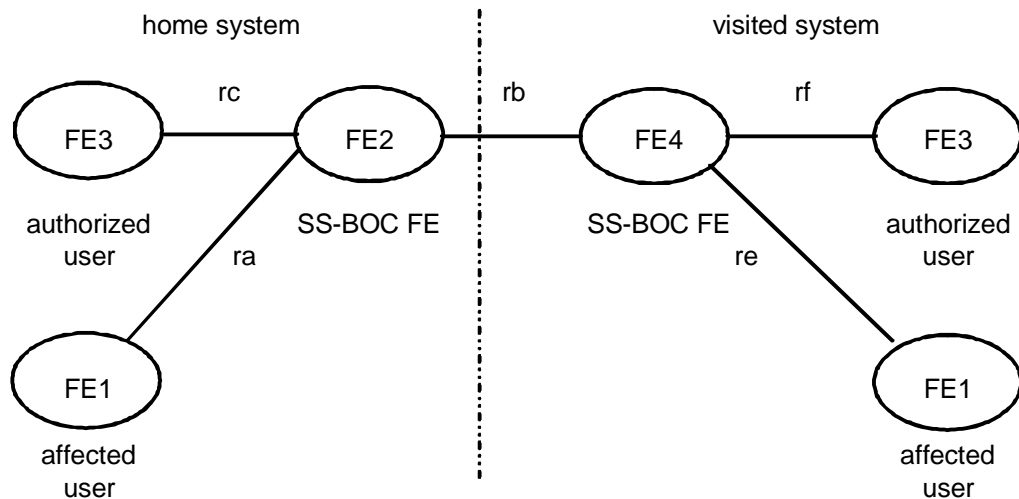 home system
visited system
rc
rb
rf
FE3
FE2
FE4
FE3
authorized
user
SS-BOC FE
SS-BOC FE
authorized
user
ra
re
FE1
FE1
affected
user
affected
user